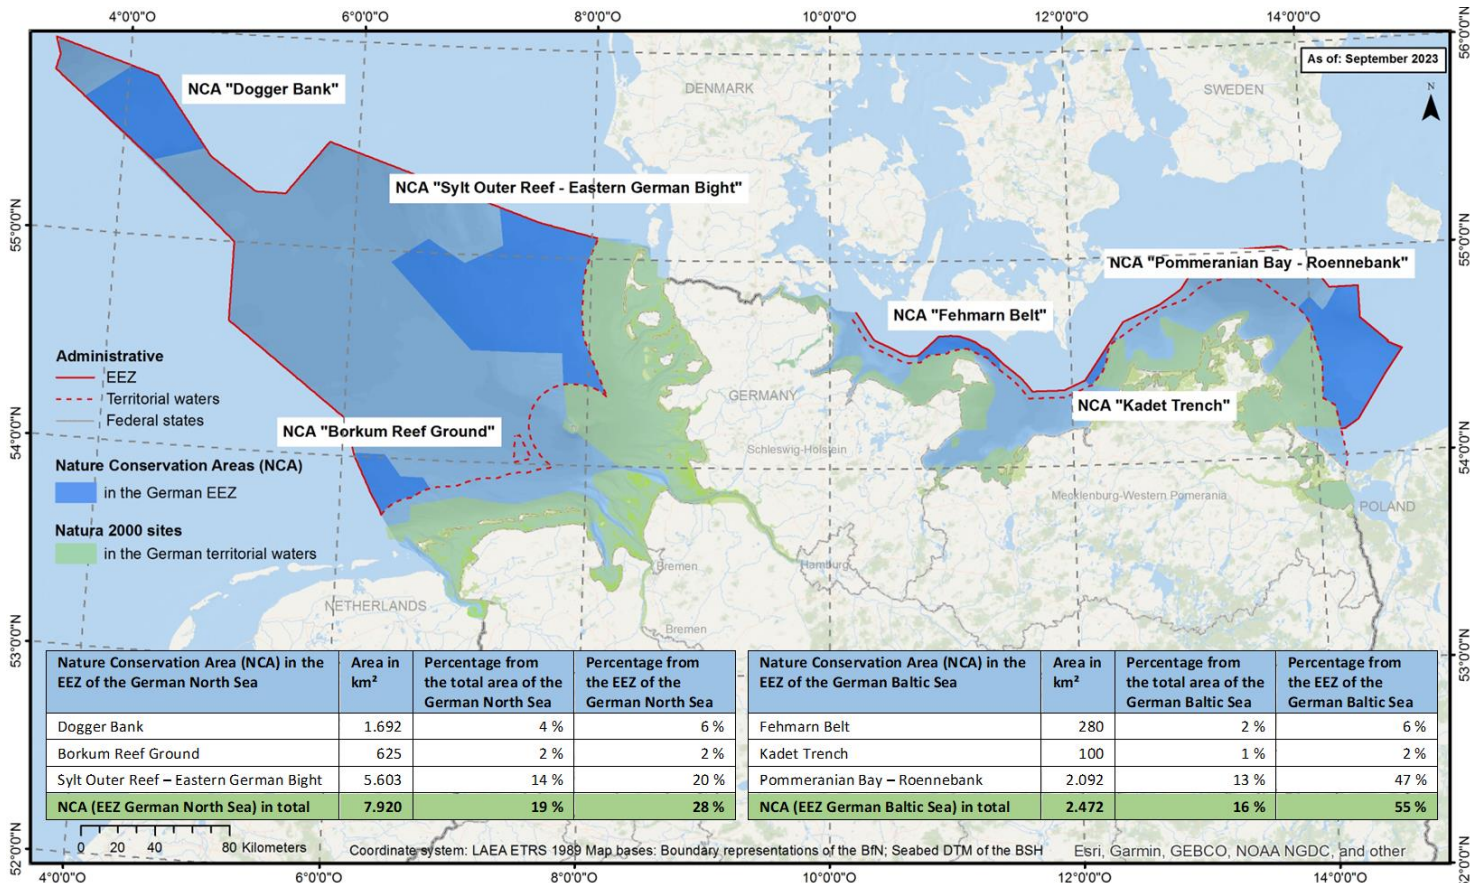 4°0'0"O 6°0'0"O 8°0'0"O 10°0'0"O 12°0'0"O 14°0'0"O
56°0'0"N
As of: September 2023
N
NCA "Dogger Bank"
DENMARK
SWEDEN
NCA "Sylt Outer Reef - Eastern German Bight"
55°0'0"N
55°0'0"N
NCA "Pommeranian Bay - Roennebank"
NCA "Fehmarn Belt"
Administrative
EEZ
Territorial waters
Federal states
GERMANY
NCA "Kadet Trench"
NCA "Borkum Reef Ground"
54°0'0"N
54°0'0"N
Schleswig-Holstein
Nature Conservation Areas (NCA)
in the German EEZ
Mecklenburg-Western Pomerania
POLAND
Natura 2000 sites
in the German territorial waters
Bremen
Hamburg
NETHERLANDS
Bremen
53°0'0"N
53°0'0"N
Nature Conservation Area (NCA) in the EEZ of the German North Sea
Area in km²
Percentage from the total area of the German North Sea
Percentage from the EEZ of the German North Sea
Dogger Bank 1.692 4 % 6 %
Borkum Reef Ground 625 2 % 2 %
Sylt Outer Reef – Eastern German Bight 5.603 14 % 20 %
NCA (EEZ German North Sea) in total 7.920 19 % 28 %
Nature Conservation Area (NCA) in the EEZ of the German Baltic Sea
Area in km²
Percentage from the total area of the German Baltic Sea
Percentage from the EEZ of the German Baltic Sea
Fehmarn Belt 280 2 % 6 %
Kadet Trench 100 1 % 2 %
Pommeranian Bay – Roennebank 2.092 13 % 47 %
NCA (EEZ German Baltic Sea) in total 2.472 16 % 55 %
0 20 40 80 Kilometers
Coordinate system: LAEA ETRS 1989 Map bases: Boundary representations of the BfN; Seabed DTM of the BSH
Esri, Garmin, GEBCO, NOAA NGDC, and other
52°0'0"N
52°0'0"N
4°0'0"O 6°0'0"O 8°0'0"O 10°0'0"O 12°0'0"O 14°0'0"O